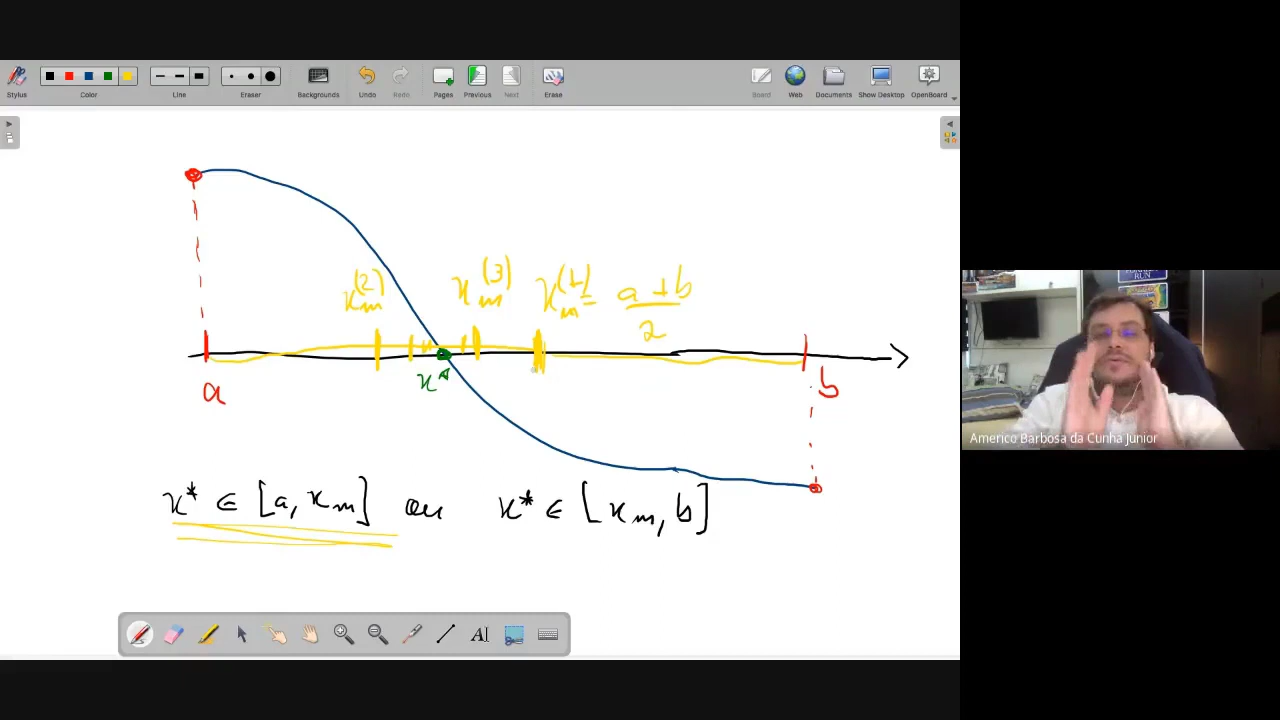 Stylus Color Line Eraser Backgrounds Undo Redo Pages Previous Next Erase Board Web Documents Show Desktop OpenBoard
x_m^(2) x_m^(3) x_m^(1) = a+b/2
x*
a b
x* ∈ [a, x_m] ou x* ∈ [x_m, b]
RUN
Americo Barbosa da Cunha Junior